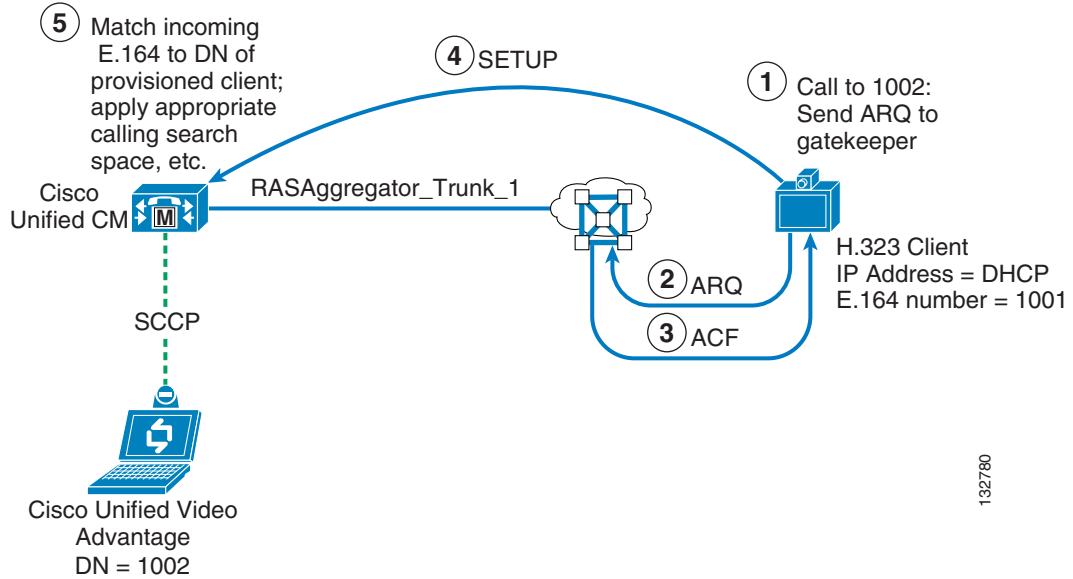 5 Match incoming
E.164 to DN of
provisioned client;
apply appropriate
calling search
space, etc.
4 SETUP
1 Call to 1002:
Send ARQ to
gatekeeper
Cisco
Unified CM
M
RASAggregator_Trunk_1
H.323 Client
IP Address = DHCP
E.164 number = 1001
2 ARQ
3 ACF
SCCP
Cisco Unified Video
Advantage
DN = 1002
132780